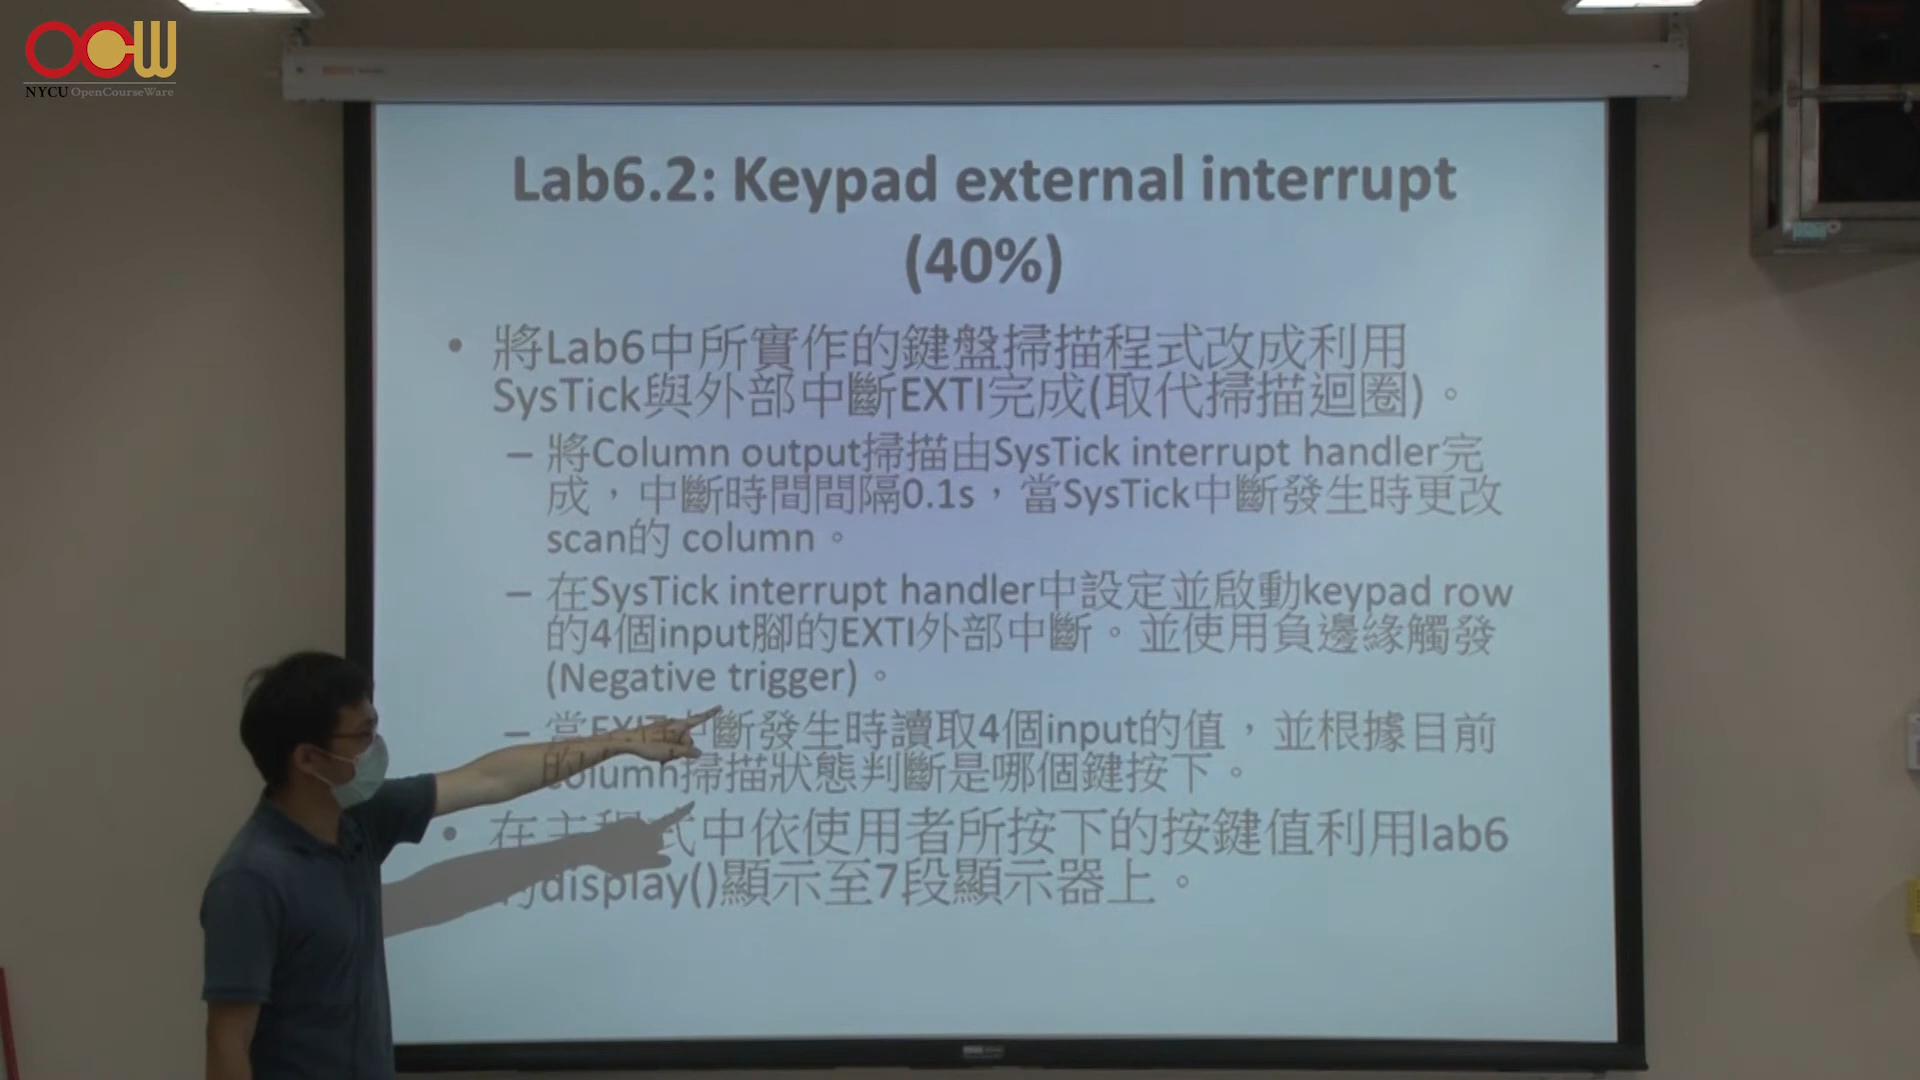 OCW
NYCU OpenCourseWare
Lab6.2: Keypad external interrupt
(40%)
• 將Lab6中所實作的鍵盤掃描程式改成利用
SysTick與外部中斷EXTI完成(取代掃描迴圈)。
– 將Column output掃描由SysTick interrupt handler完
成，中斷時間間隔0.1s，當SysTick中斷發生時更改
scan的 column。
– 在SysTick interrupt handler中設定並啟動keypad row
的4個input腳的EXTI外部中斷。並使用負邊緣觸發
(Negative trigger)。
– 當 斷發生時讀取4個input的值，並根據目前
掃描狀態判斷是哪個鍵按下。
• 在主程式中依使用者所按下的按鍵值利用lab6
display()顯示至7段顯示器上。